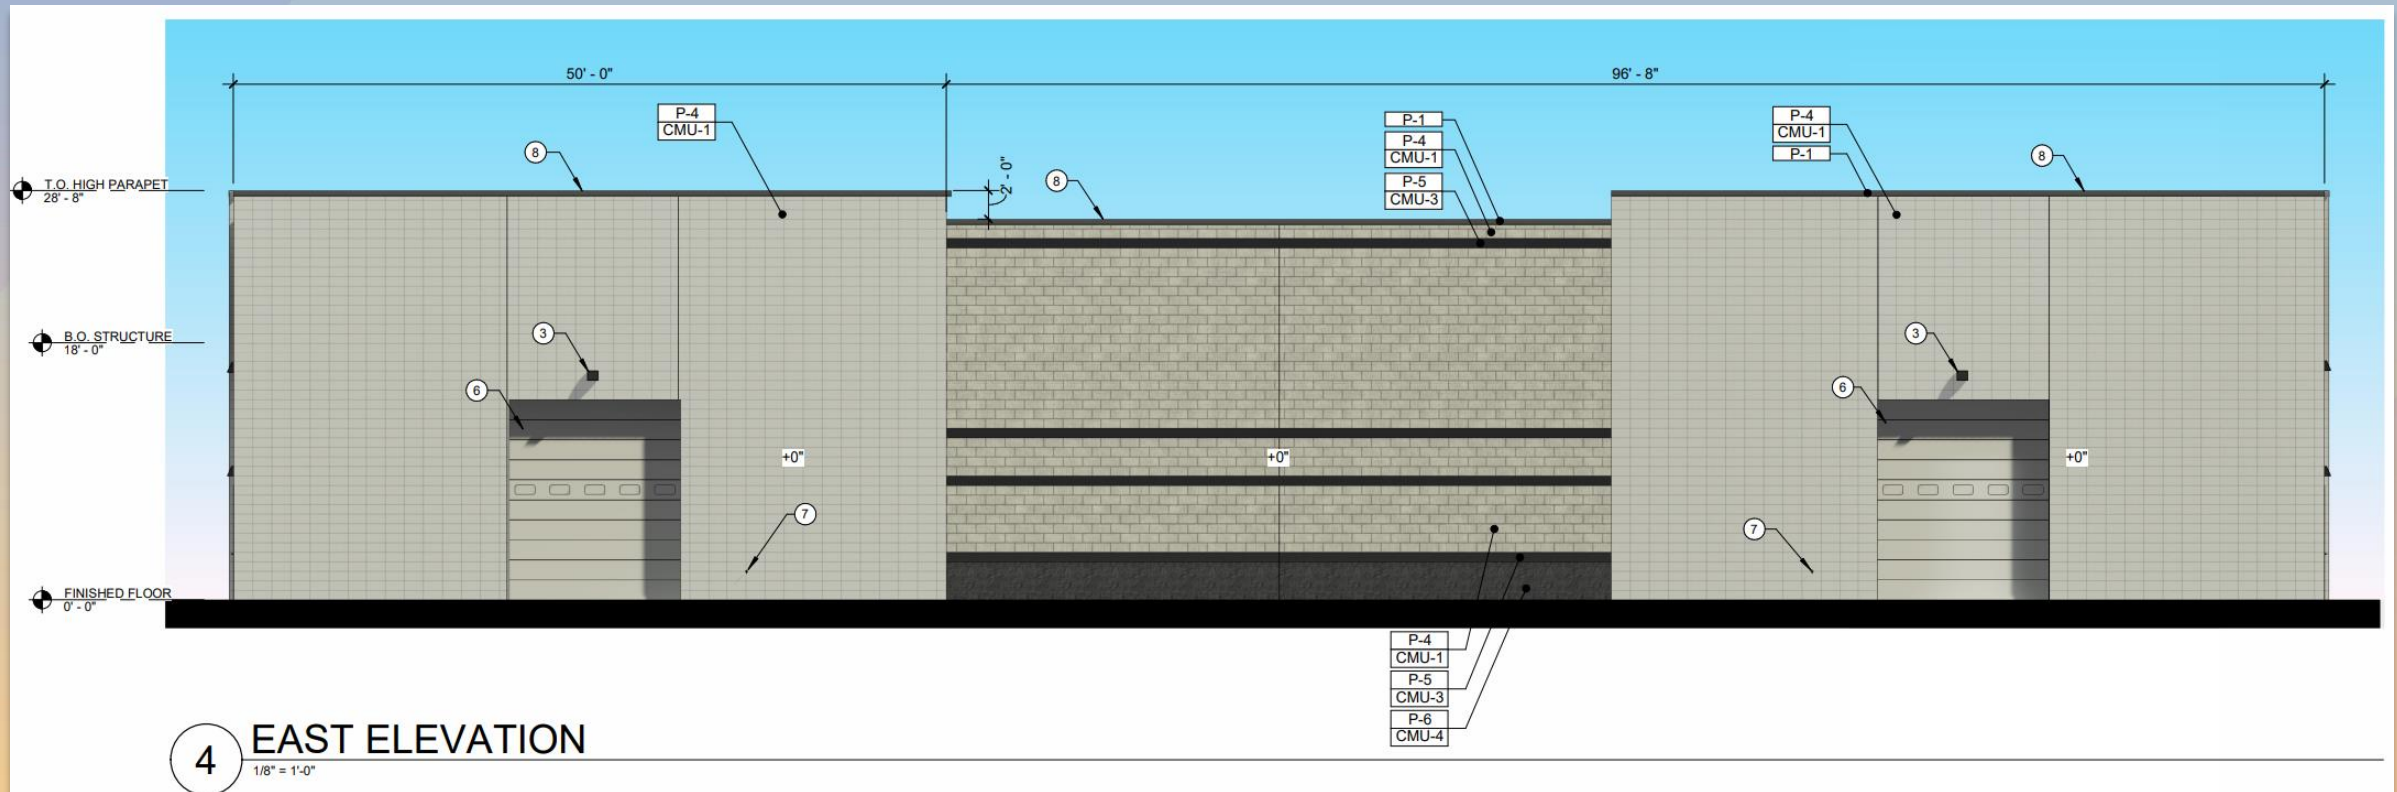 50' - 0"
96' - 8"
P-4
CMU-1
P-1
P-4
CMU-1
P-5
CMU-3
P-4
CMU-1
P-1
8
8
8
2' - 0"
T.O. HIGH PARAPET
28' - 8"
B.O. STRUCTURE
18' - 0"
3
3
6
6
+0"
+0"
+0"
7
7
FINISHED FLOOR
0' - 0"
P-4
CMU-1
P-5
CMU-3
P-6
CMU-4
4
EAST ELEVATION
1/8" = 1'-0"